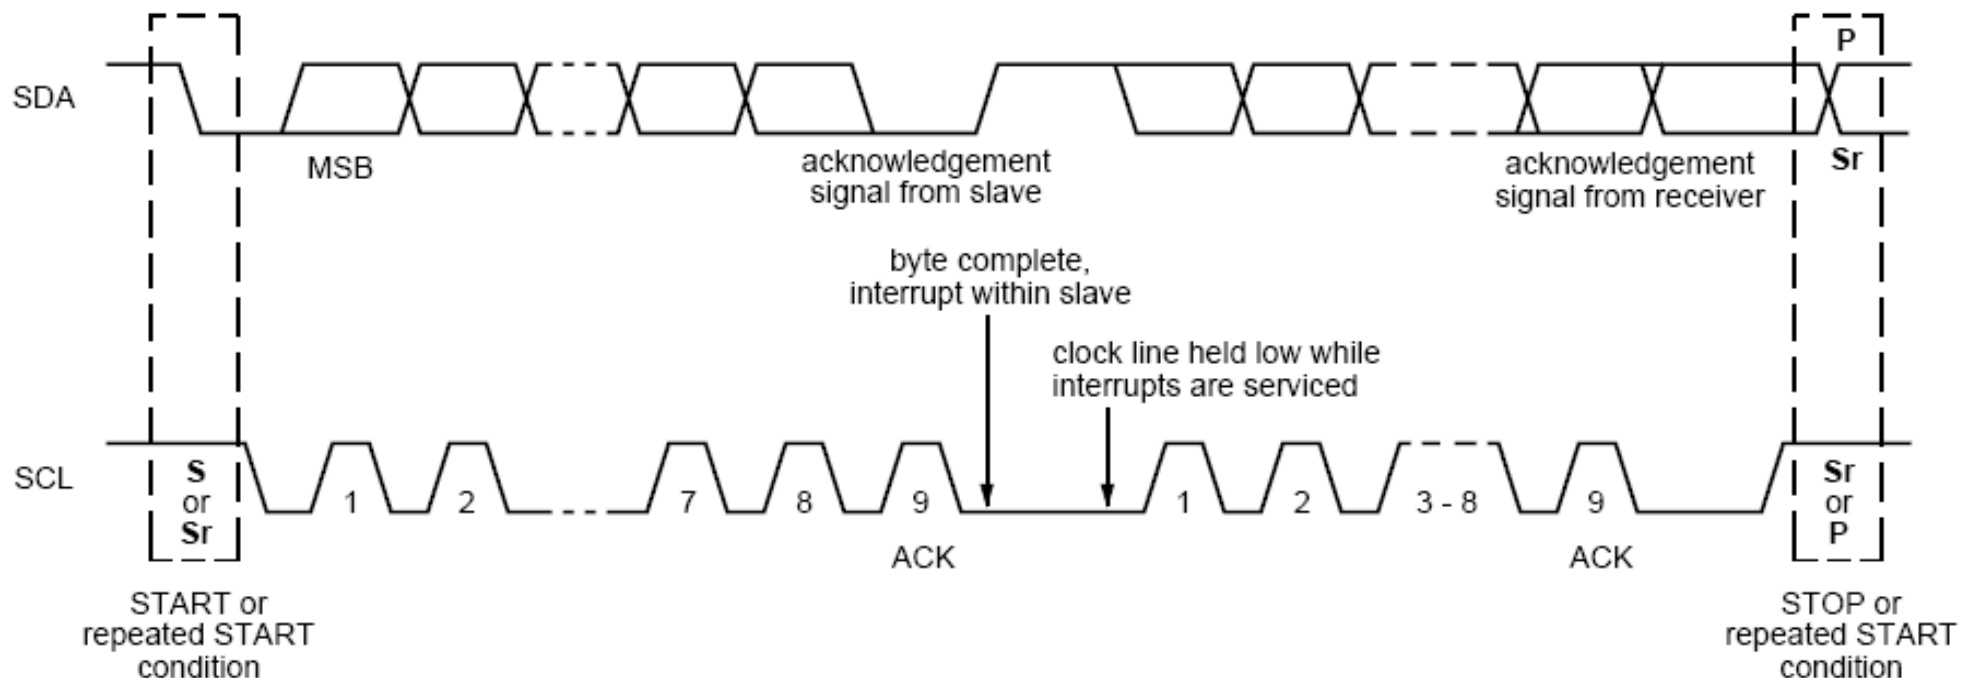 P
SDA
MSB
acknowledgement
signal from slave
acknowledgement
signal from receiver
Sr
byte complete,
interrupt within slave
clock line held low while
interrupts are serviced
SCL
S
or
Sr
1
2
7
8
9
1
2
3 - 8
9
Sr
or
P
ACK
ACK
START or
repeated START
condition
STOP or
repeated START
condition